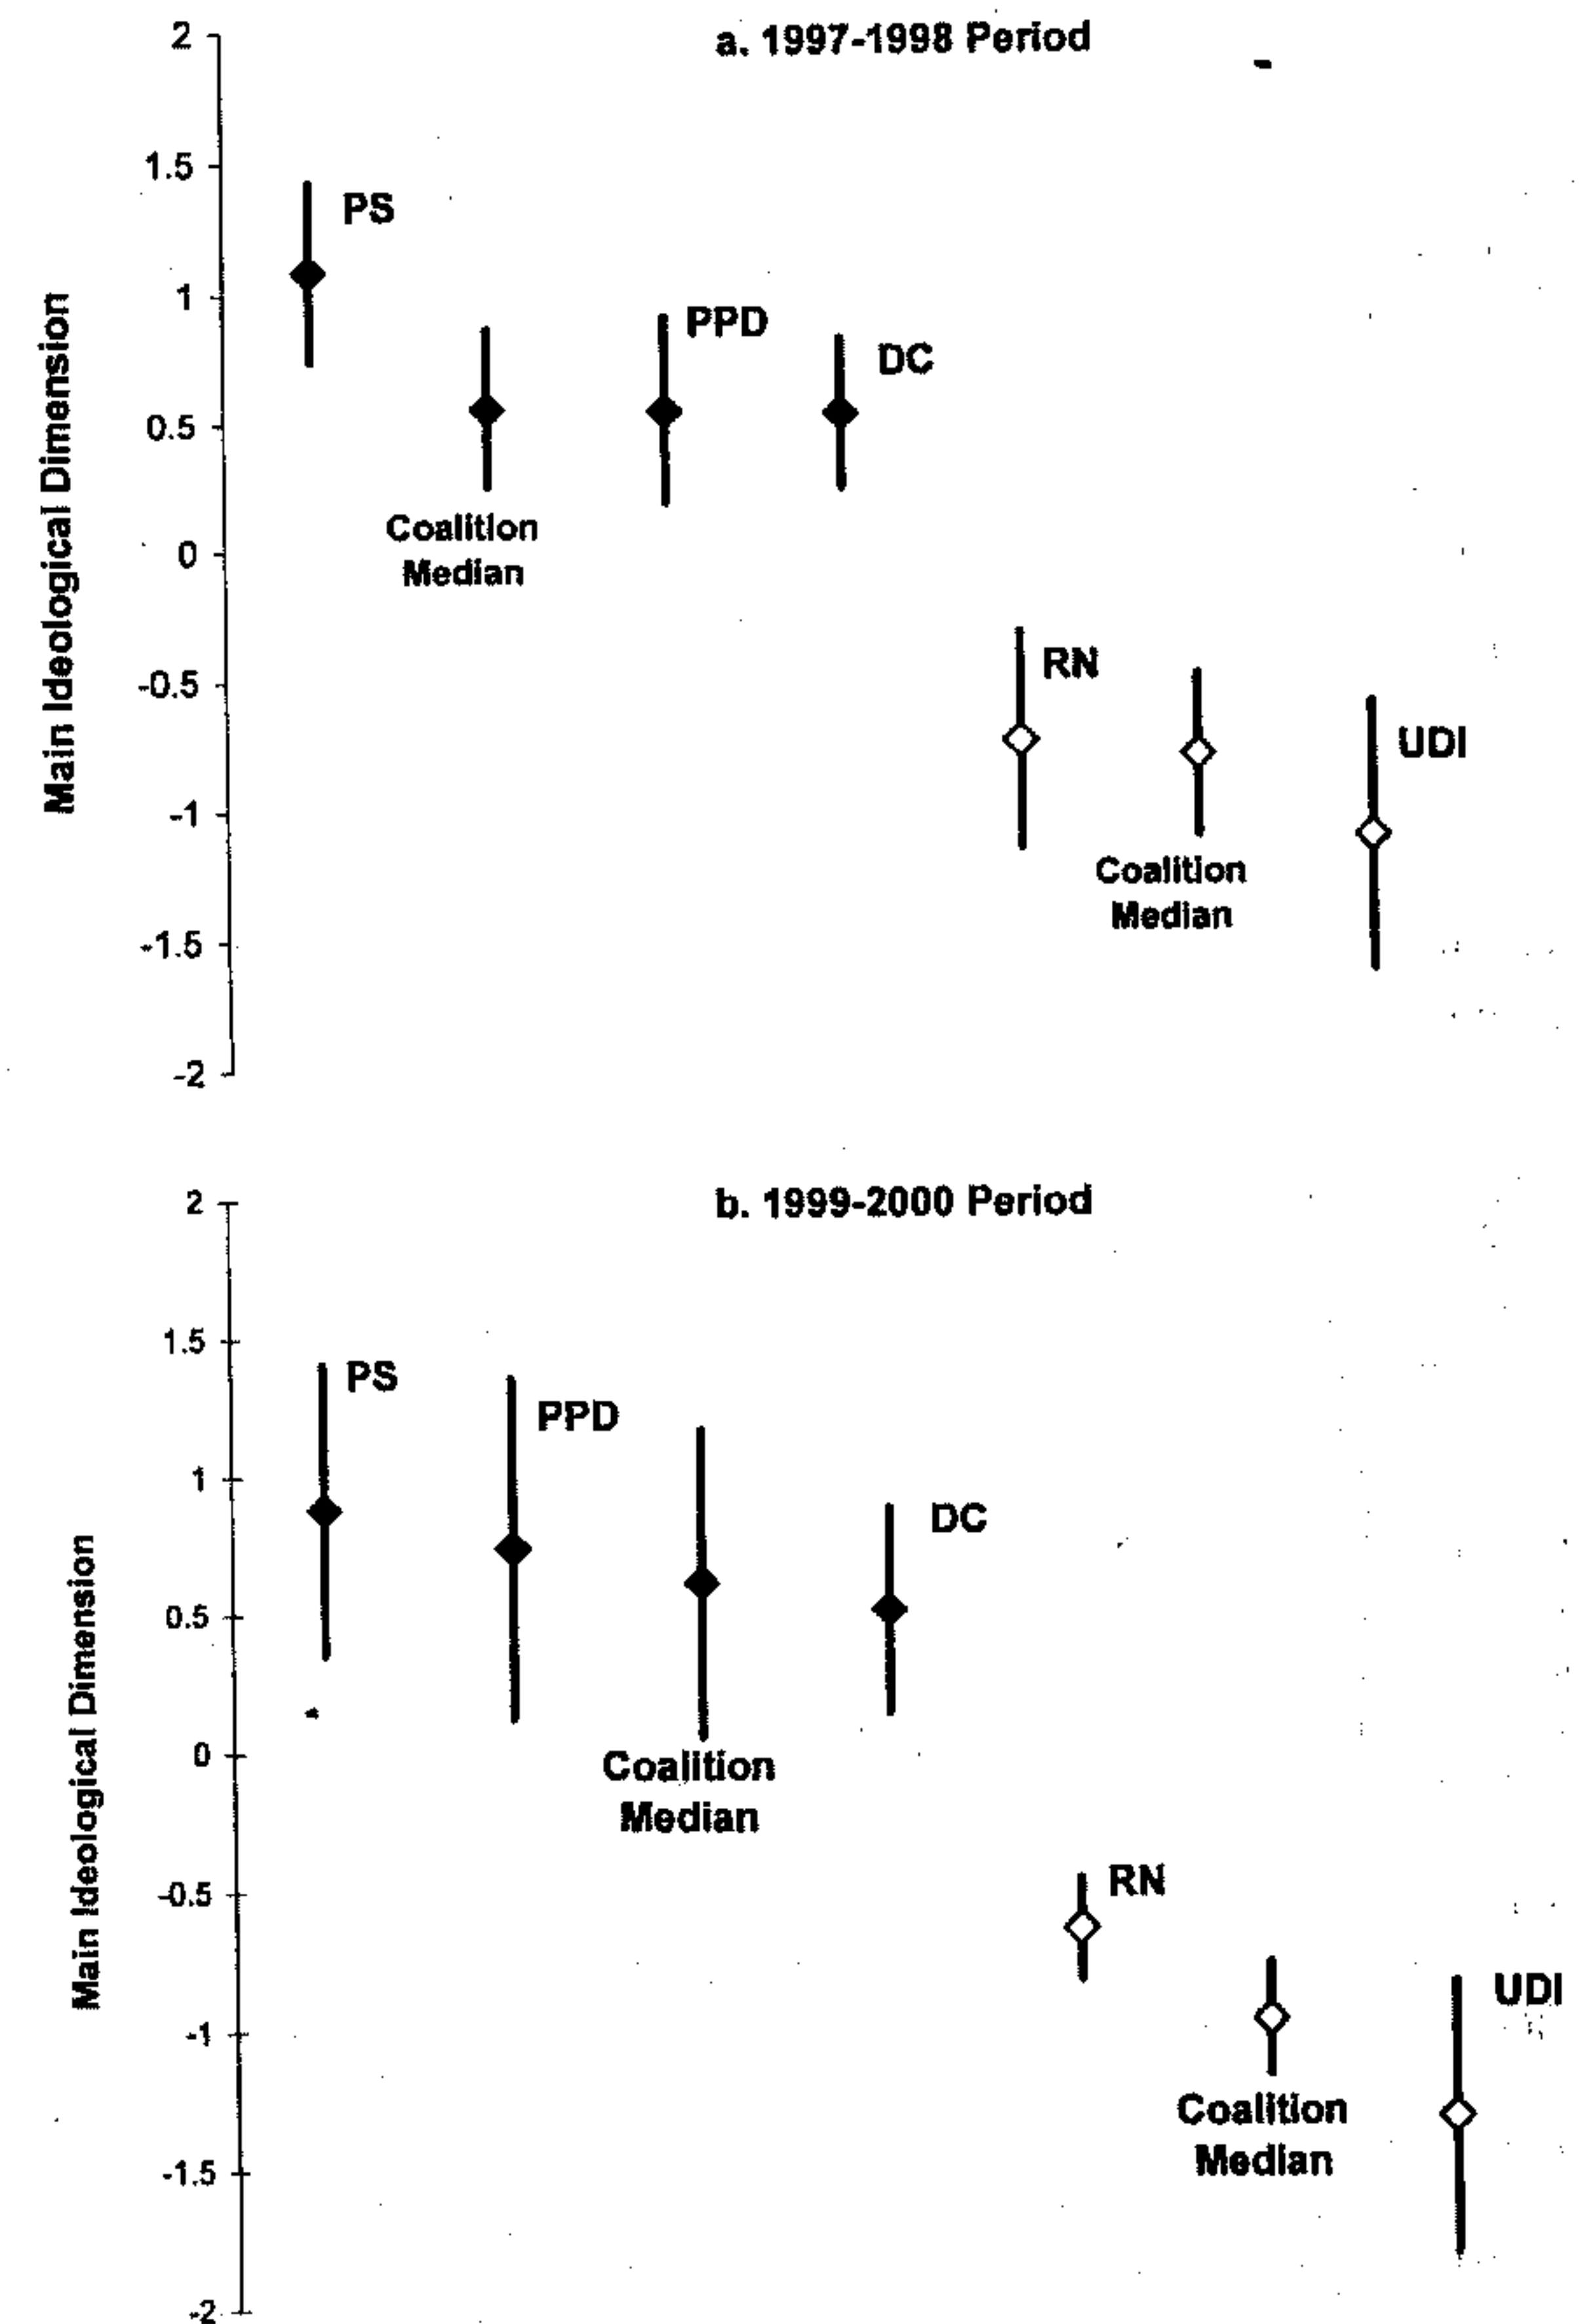 a. 1997-1998 Period
Main Ideological Dimension
2
1.5
1
0.5
0
-0.5
-1
-1.5
-2
PS
Coalition
Median
PPD
DC
RN
Coalition
Median
UDI
b. 1999-2000 Period
Main Ideological Dimension
2
1.5
1
0.5
0
-0.5
-1
-1.5
-2
PS
PPD
Coalition
Median
DC
RN
Coalition
Median
UDI